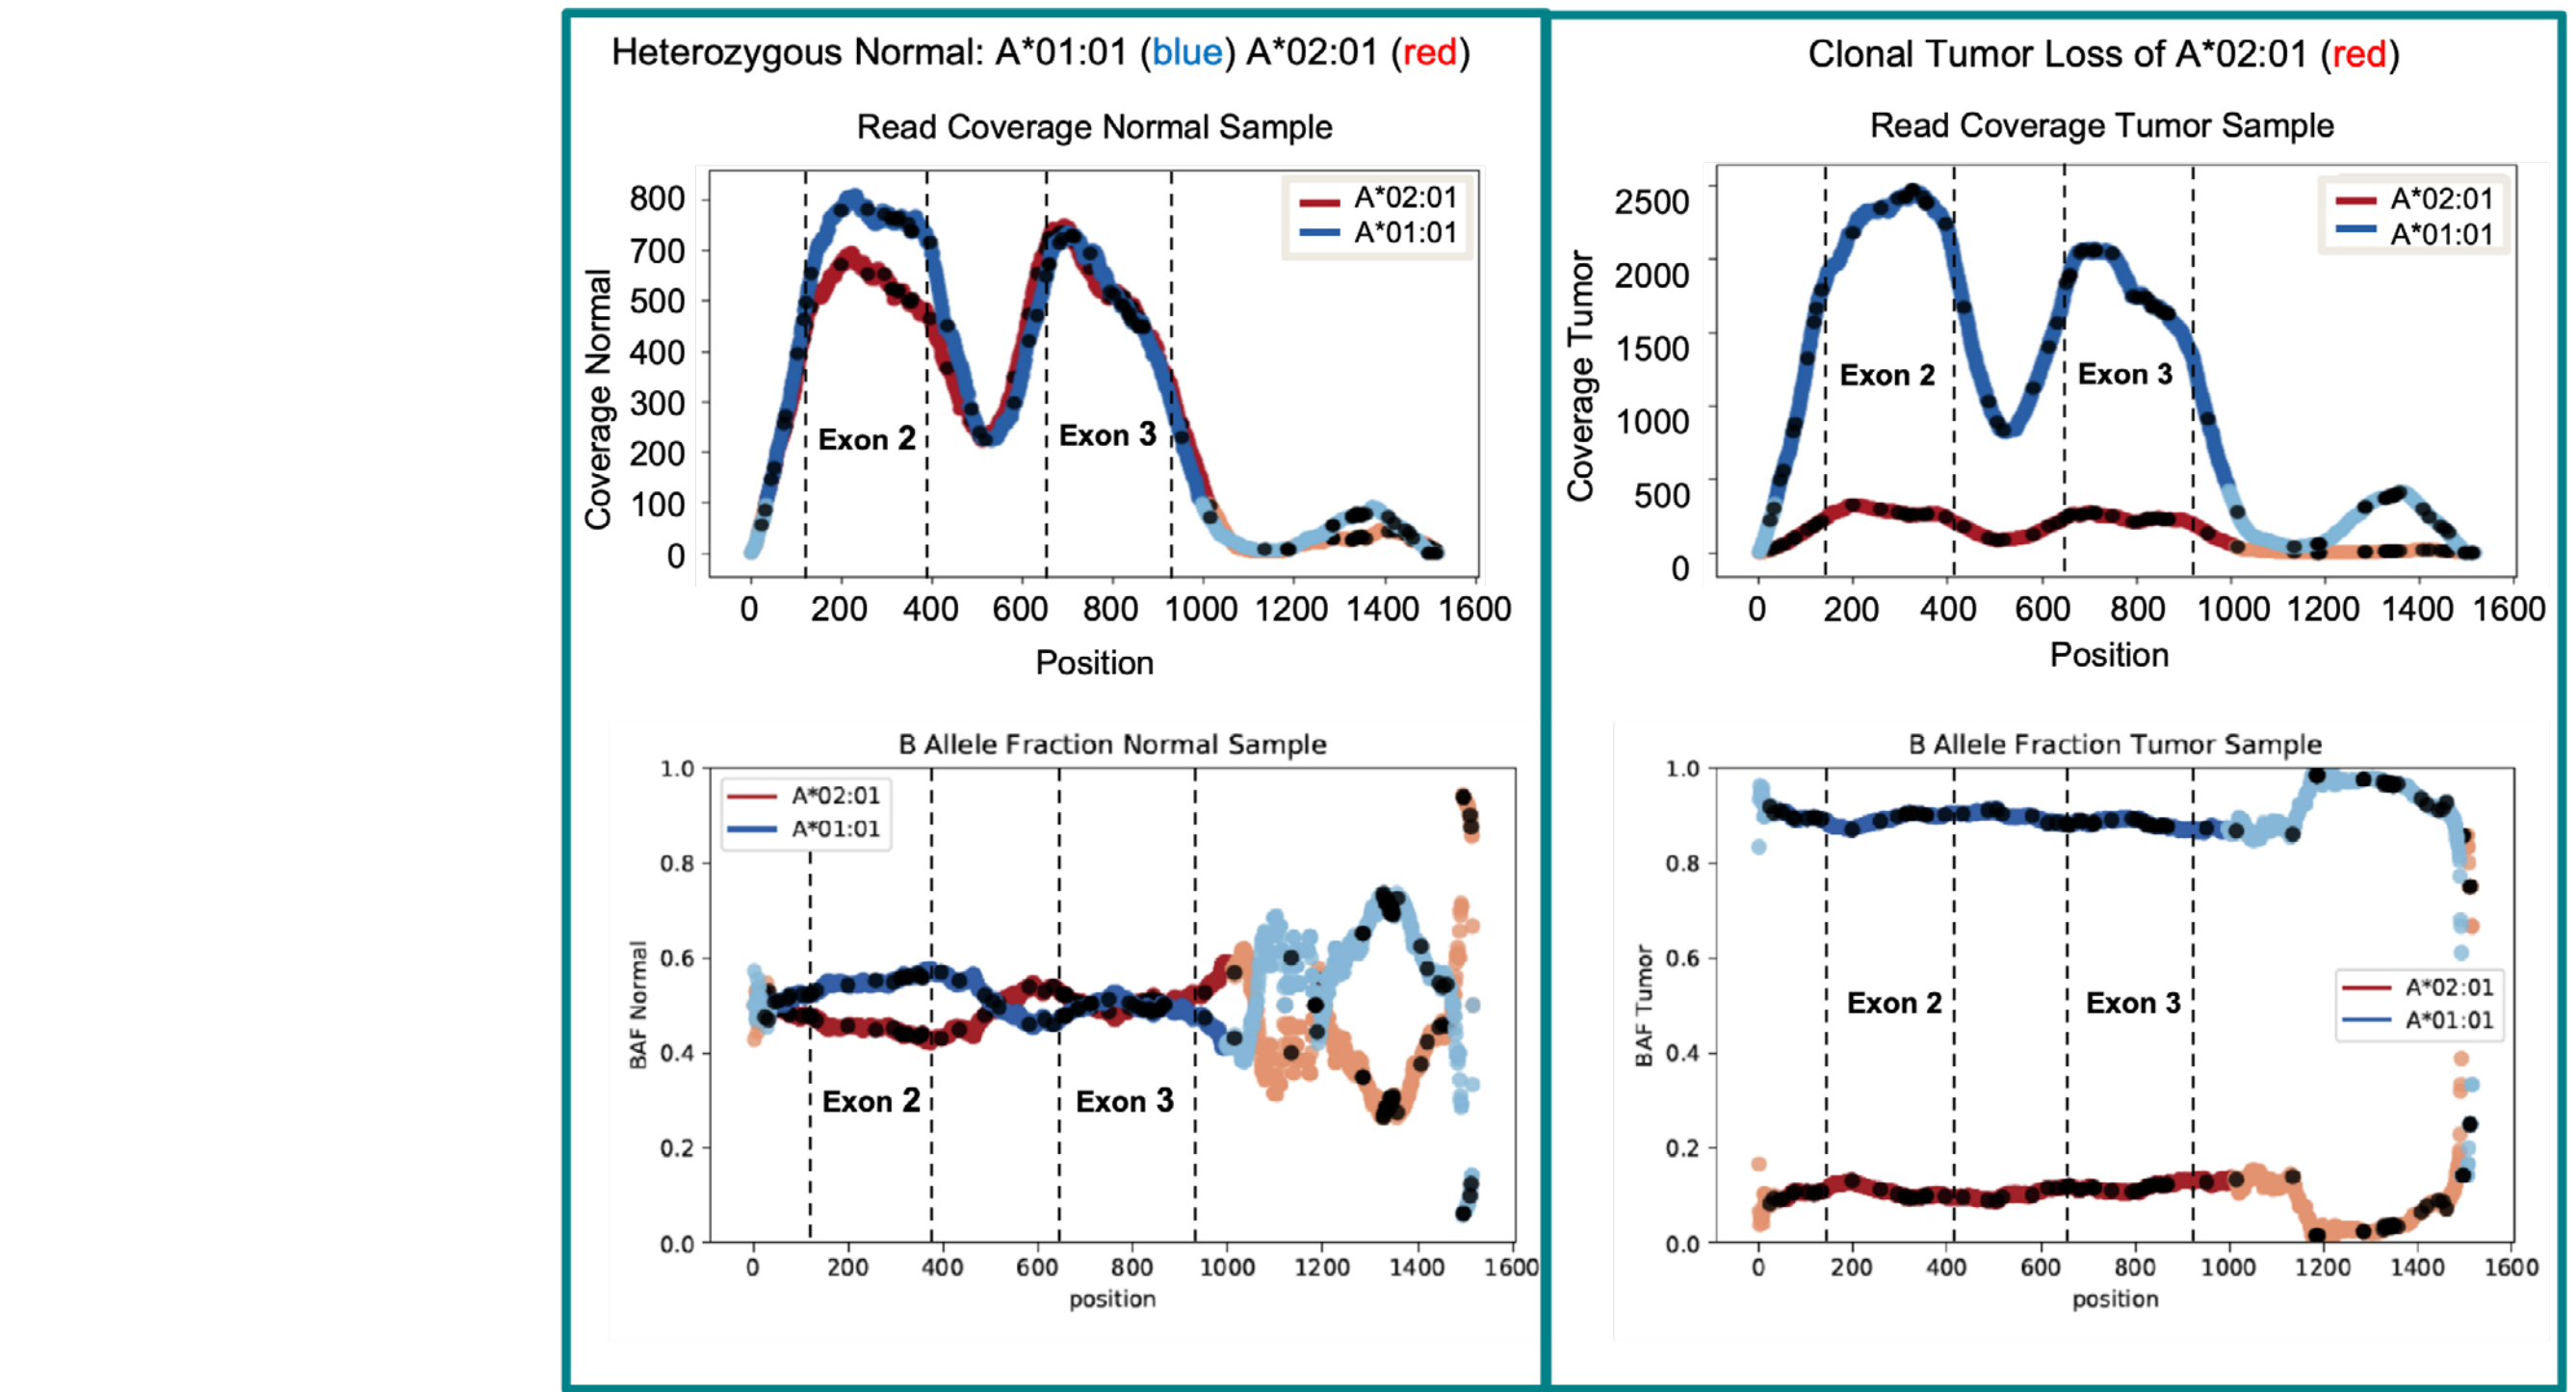 Heterozygous Normal: A*01:01 (blue) A*02:01 (red)
Read Coverage Normal Sample
Coverage Normal
800
700
500
400
300
200
100
0
A*02:01
A*01:01
Exon 2
Exon 3
0 200 400 600 800 1000 1200 1400 1600
Position
B Allele Fraction Normal Sample
BAF Normal
1.0
0.8
0.6
0.4
0.2
0.0
A*02:01
A*01:01
Exon 2
Exon 3
0 200 400 600 800 1000 1200 1400 1600
position
Clonal Tumor Loss of A*02:01 (red)
Read Coverage Tumor Sample
Coverage Tumor
2500
2000
1500
1000
500
0
A*02:01
A*01:01
Exon 2
Exon 3
0 200 400 600 800 1000 1200 1400 1600
Position
B Allele Fraction Tumor Sample
BAF Tumor
1.0
0.8
0.6
0.4
0.2
0.0
Exon 2
Exon 3
A*02:01
A*01:01
0 200 400 600 800 1000 1200 1400 1600
position